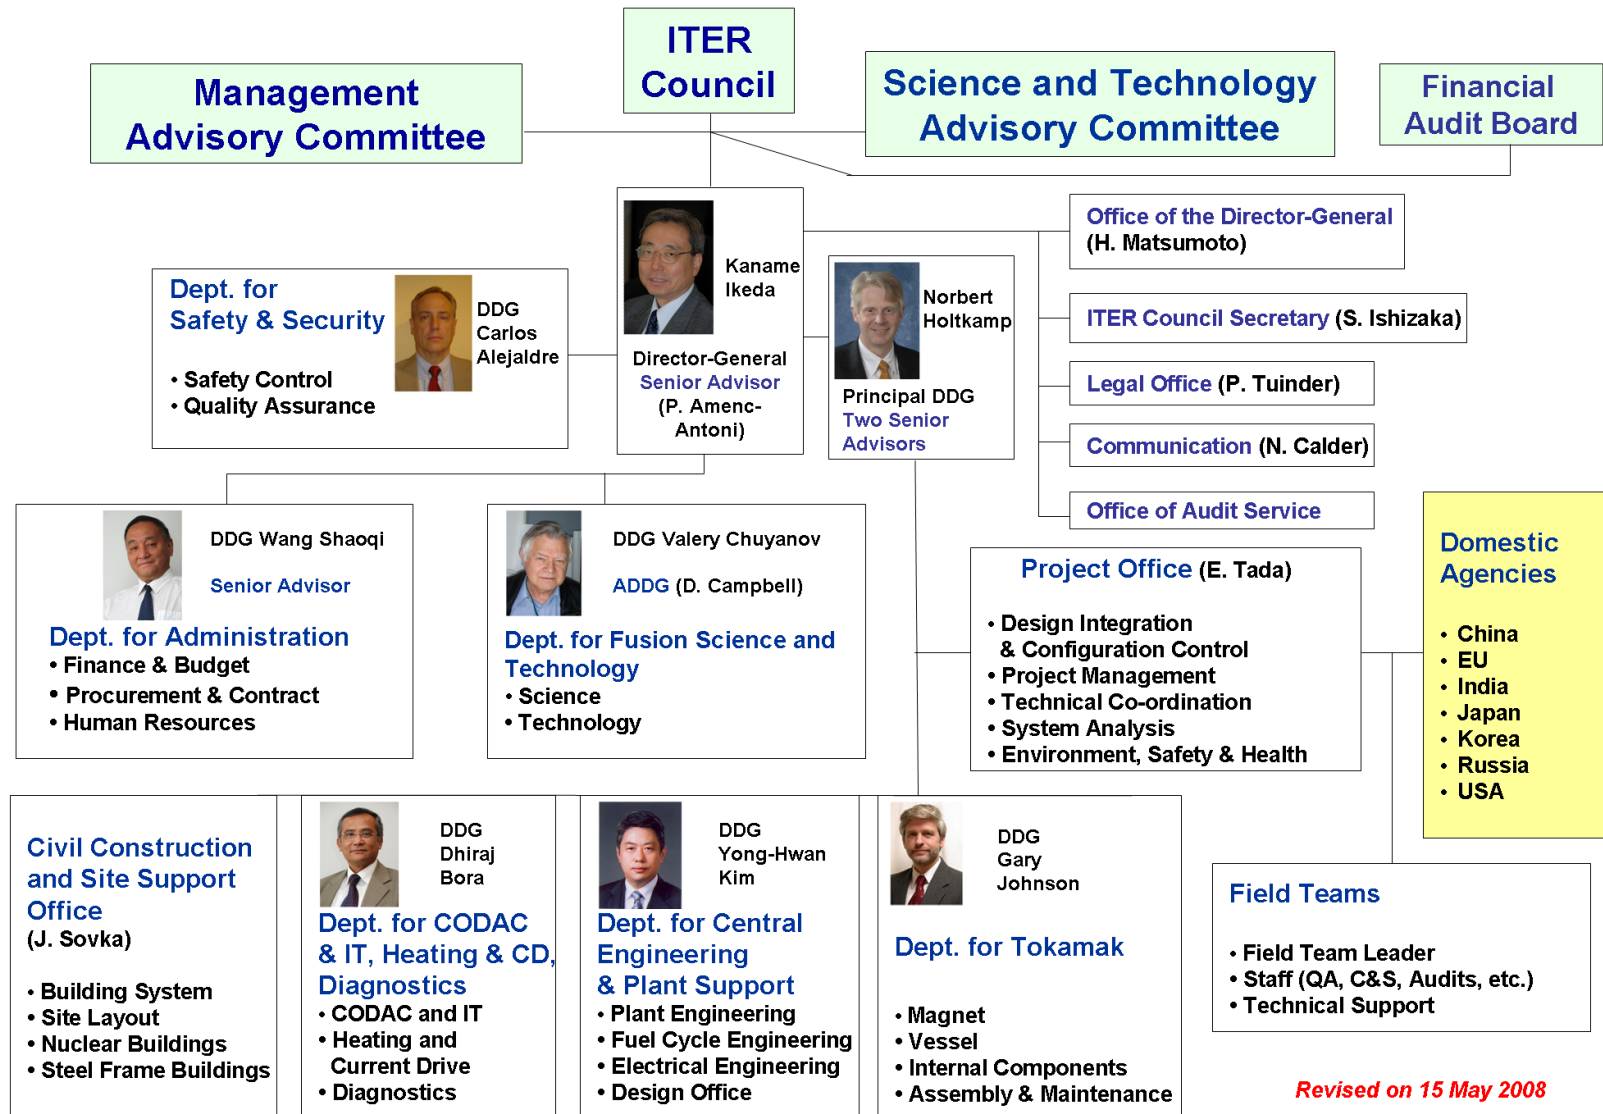 ITER
Council
Management
Advisory Committee
Science and Technology
Advisory Committee
Financial
Audit Board
Kaname
Ikeda
Director-General
Senior Advisor
(P. Amenc-
Antoni)
Norbert
Holtkamp
Principal DDG
Two Senior
Advisors
Office of the Director-General
(H. Matsumoto)
ITER Council Secretary (S. Ishizaka)
Legal Office (P. Tuinder)
Communication (N. Calder)
Office of Audit Service
Dept. for
Safety & Security
DDG
Carlos
Alejaldre
• Safety Control
• Quality Assurance
DDG Wang Shaoqi
Senior Advisor
Dept. for Administration
• Finance & Budget
• Procurement & Contract
• Human Resources
DDG Valery Chuyanov
ADDG (D. Campbell)
Dept. for Fusion Science and
Technology
• Science
• Technology
Project Office (E. Tada)
• Design Integration
& Configuration Control
• Project Management
• Technical Co-ordination
• System Analysis
• Environment, Safety & Health
Domestic
Agencies
• China
• EU
• India
• Japan
• Korea
• Russia
• USA
Civil Construction
and Site Support
Office
(J. Sovka)
• Building System
• Site Layout
• Nuclear Buildings
• Steel Frame Buildings
DDG
Dhiraj
Bora
Dept. for CODAC
& IT, Heating & CD,
Diagnostics
• CODAC and IT
• Heating and
Current Drive
• Diagnostics
DDG
Yong-Hwan
Kim
Dept. for Central
Engineering
& Plant Support
• Plant Engineering
• Fuel Cycle Engineering
• Electrical Engineering
• Design Office
DDG
Gary
Johnson
Dept. for Tokamak
• Magnet
• Vessel
• Internal Components
• Assembly & Maintenance
Field Teams
• Field Team Leader
• Staff (QA, C&S, Audits, etc.)
• Technical Support
Revised on 15 May 2008